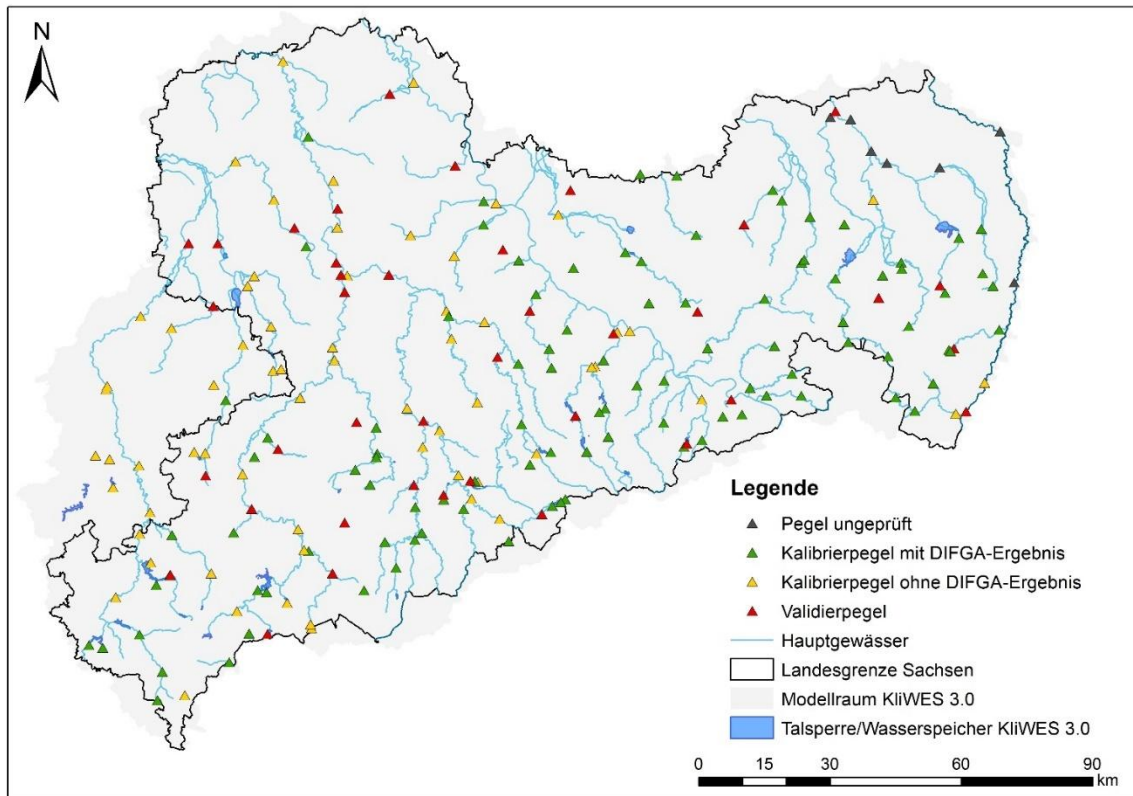 N
Legende
Pegel ungeprüft
Kalibrierpegel mit DIFGA-Ergebnis
Kalibrierpegel ohne DIFGA-Ergebnis
Validierpegel
Hauptgewässer
Landesgrenze Sachsen
Modellraum KliWES 3.0
Talsperre/Wasserspeicher KliWES 3.0
0 15 30 60 90
km